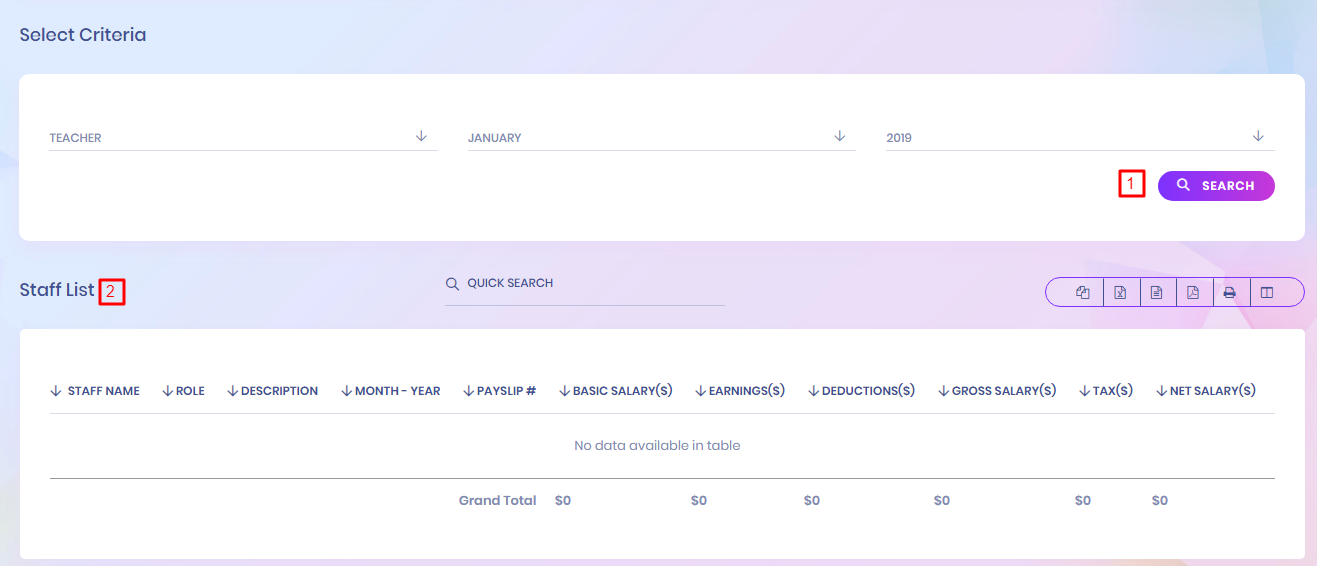 Select Criteria
TEACHER JANUARY 2019
1 SEARCH
Staff List 2 QUICK SEARCH
STAFF NAME ROLE DESCRIPTION MONTH - YEAR PAYSLIP # BASIC SALARY($) EARNINGS($) DEDUCTIONS($) GROSS SALARY($) TAX($) NET SALARY($)
No data available in table
Grand Total $0 $0 $0 $0 $0 $0